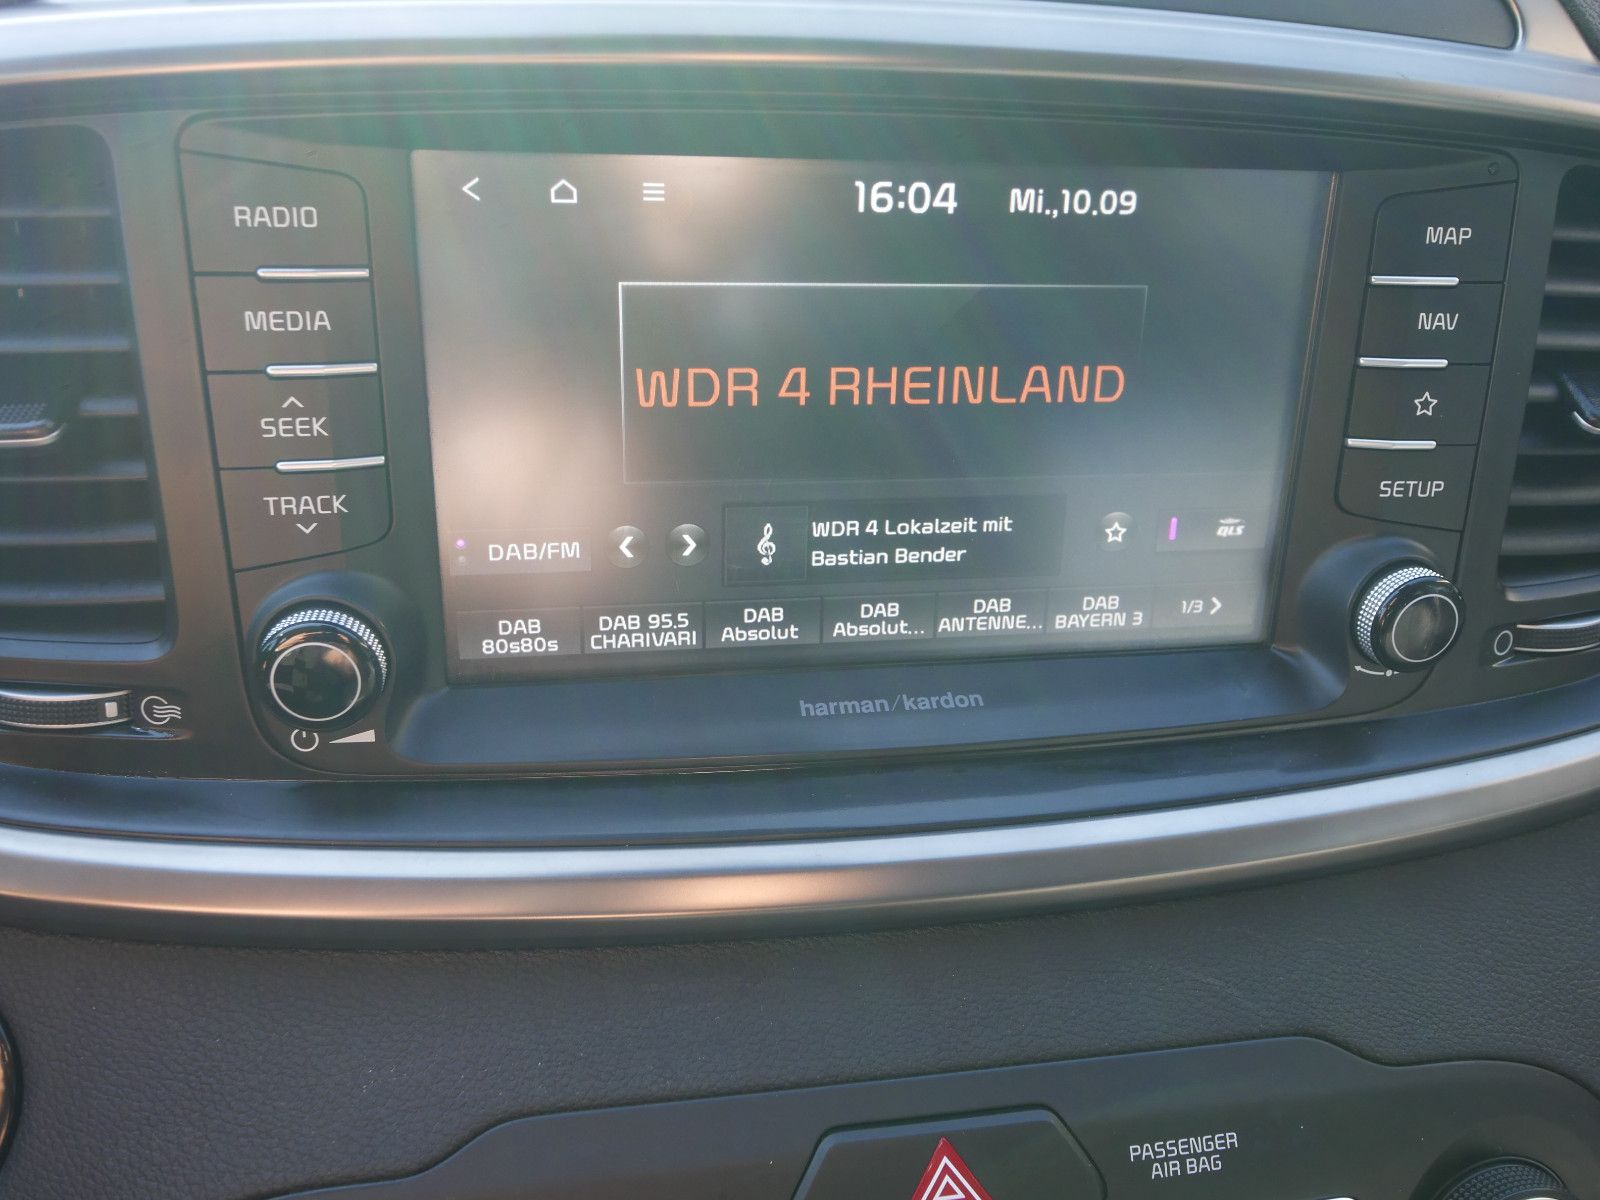 16:04 Mi.,10.09
RADIO
MEDIA
SEEK
TRACK
MAP
NAV
SETUP
WDR 4 RHEINLAND
DAB/FM
WDR 4 Lokalzeit mit
Bastian Bender
QLS
DAB
80s80s
DAB 95.5
CHARIVARI
DAB
Absolut
DAB
Absolut...
DAB
ANTENNE...
DAB
BAYERN 3
1/3
harman/kardon
PASSENGER
AIR BAG